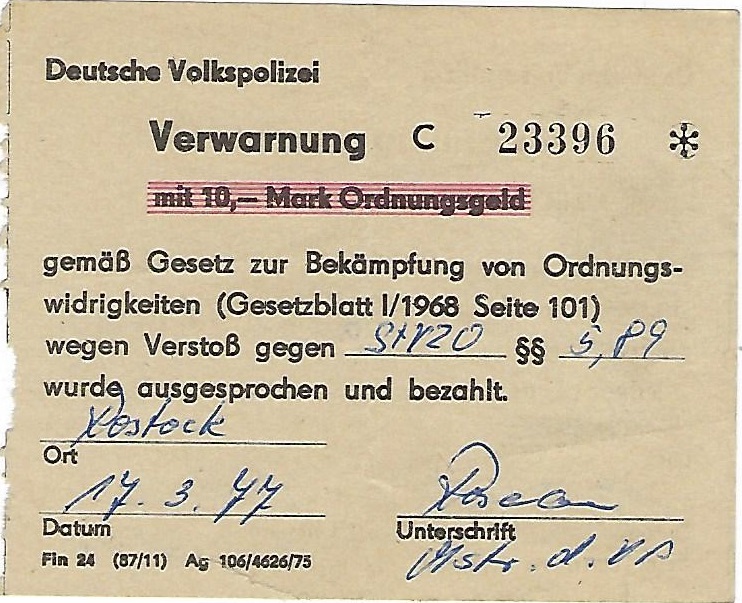 Deutsche Volkspolizei
Verwarnung C 23396 *
mit 10,— Mark Ordnungsgeld
gemäß Gesetz zur Bekämpfung von Ordnungs-
widrigkeiten (Gesetzblatt I/1968 Seite 101)
wegen Verstoß gegen StVZO §§ 5, 89
wurde ausgesprochen und bezahlt.
Rostock
Ort
17. 3. 77
Datum Unterschrift
Fin 24 (87/11) Ag 106/4626/75 Mstr. d. VP